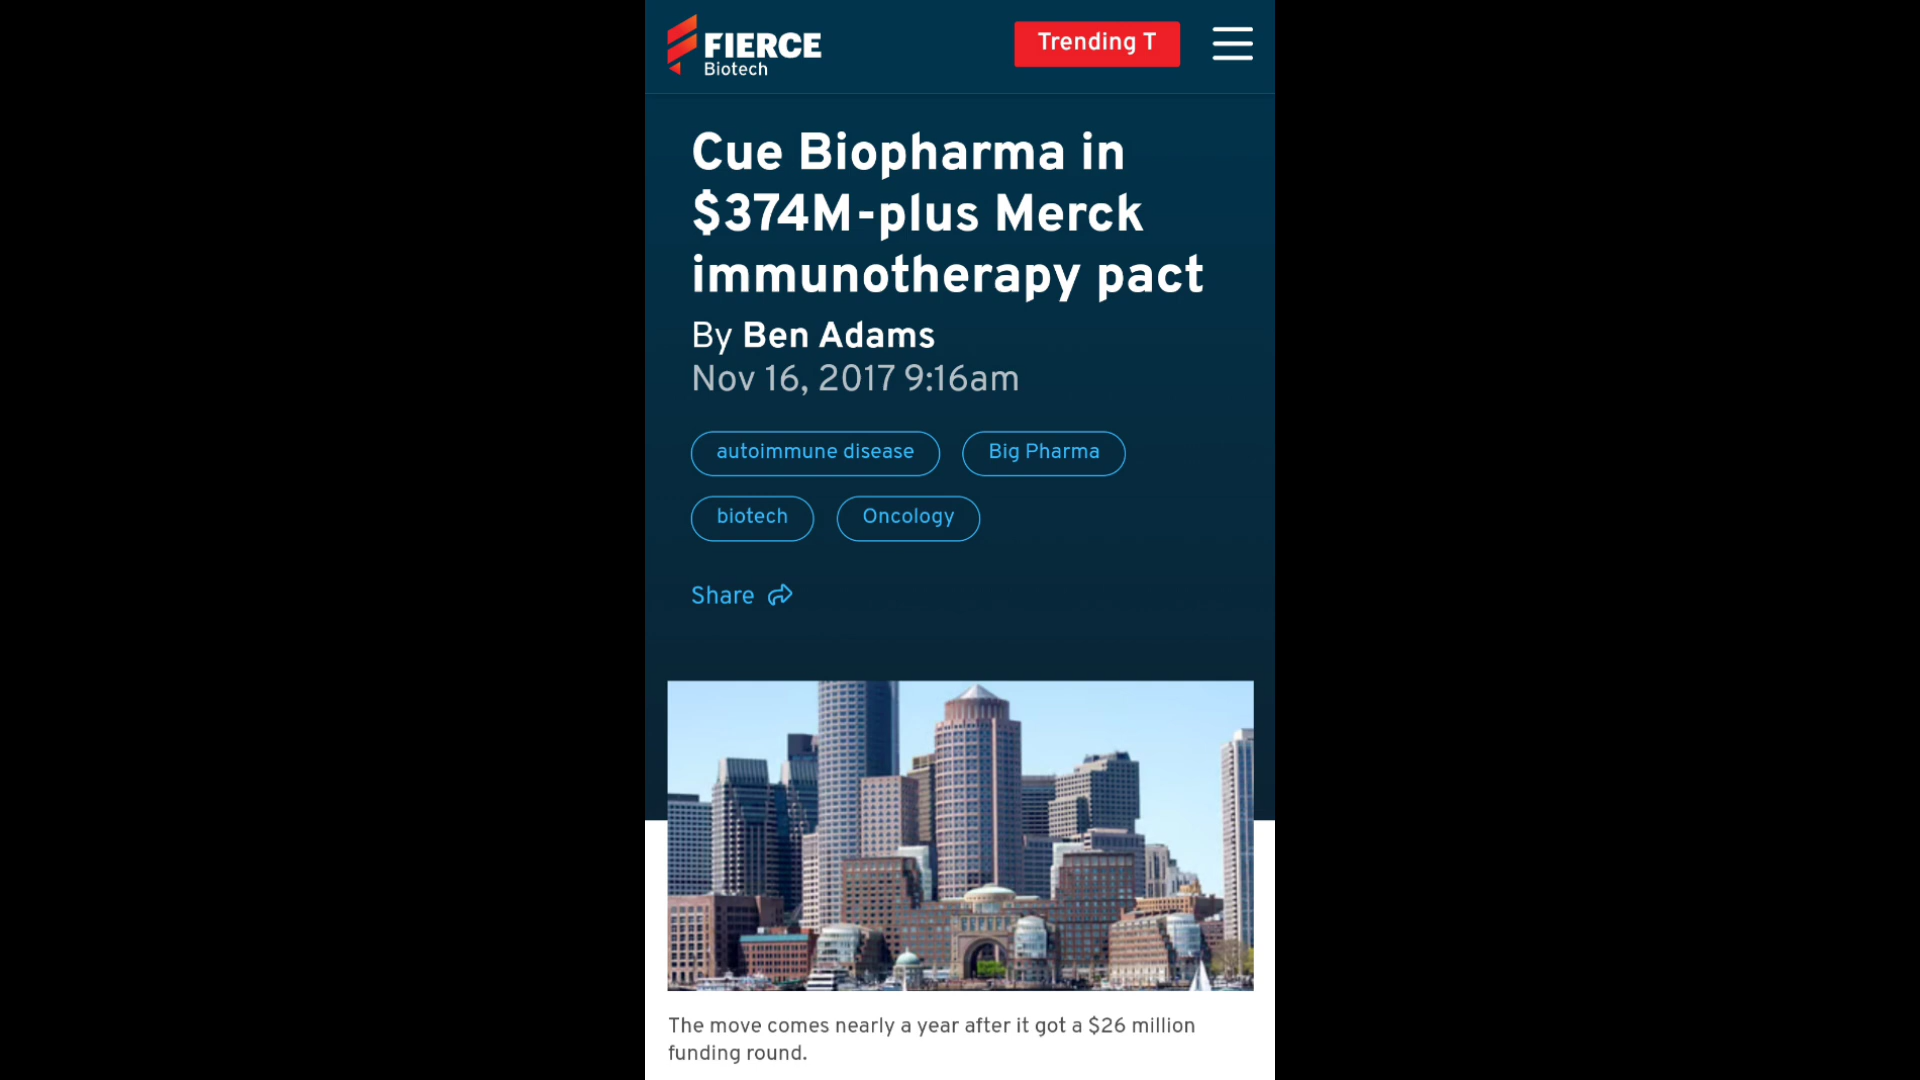 FIERCE
Biotech
Trending T
Cue Biopharma in
$374M-plus Merck
immunotherapy pact
By Ben Adams
Nov 16, 2017 9:16am
autoimmune disease
Big Pharma
biotech
Oncology
Share
The move comes nearly a year after it got a $26 million
funding round.